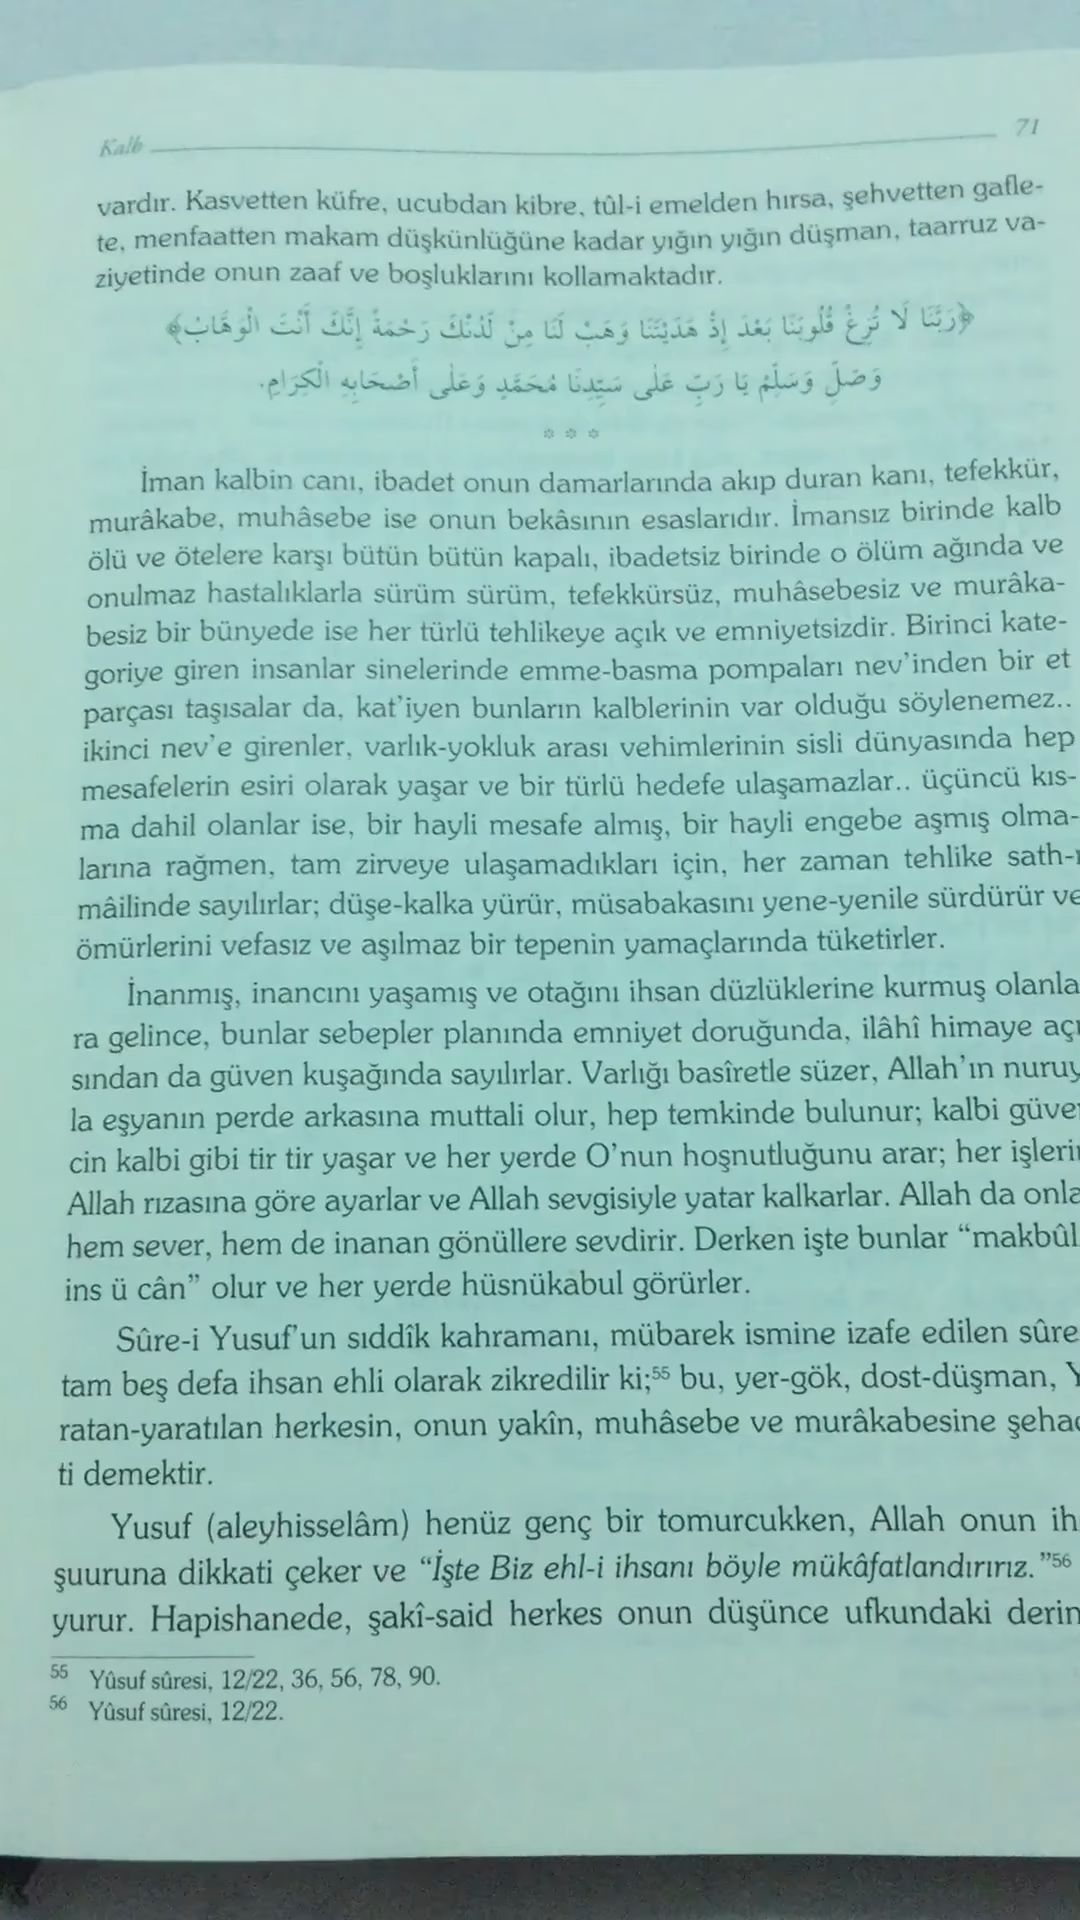 Kalb 71
vardır. Kasvetten küfre, ucubdan kibre, tûl-i emelden hırsa, şehvetten gafle-
te, menfaatten makam düşkünlüğüne kadar yığın yığın düşman, taarruz va-
ziyetinde onun zaaf ve boşluklarını kollamaktadır.
﴿رَبَّنَا لَا تُزِغْ قُلُوبَنَا بَعْدَ إِذْ هَدَيْتَنَا وَهَبْ لَنَا مِنْ لَدُنْكَ رَحْمَةً إِنَّكَ أَنْتَ الْوَهَّابُ﴾
وَصَلِّ وَسَلِّمْ يَا رَبِّ عَلَى سَيِّدِنَا مُحَمَّدٍ وَعَلَى أَصْحَابِهِ الْكِرَامِ.
* * *
İman kalbin canı, ibadet onun damarlarında akıp duran kanı, tefekkür,
murâkabe, muhâsebe ise onun bekâsının esaslarıdır. İmansız birinde kalb
ölü ve ötelere karşı bütün bütün kapalı, ibadetsiz birinde o ölüm ağında ve
onulmaz hastalıklarla sürüm sürüm, tefekkürsüz, muhâsebesiz ve murâka-
besiz bir bünyede ise her türlü tehlikeye açık ve emniyetsizdir. Birinci kate-
goriye giren insanlar sinelerinde emme-basma pompaları nev'inden bir et
parçası taşısalar da, kat'iyen bunların kalblerinin var olduğu söylenemez..
ikinci nev'e girenler, varlık-yokluk arası vehimlerinin sisli dünyasında hep
mesafelerin esiri olarak yaşar ve bir türlü hedefe ulaşamazlar.. üçüncü kıs-
ma dahil olanlar ise, bir hayli mesafe almış, bir hayli engebe aşmış olma-
larına rağmen, tam zirveye ulaşamadıkları için, her zaman tehlike sath-ı
mâilinde sayılırlar; düşe-kalka yürür, müsabakasını yene-yenile sürdürür ve
ömürlerini vefasız ve aşılmaz bir tepenin yamaçlarında tüketirler.
İnanmış, inancını yaşamış ve otağını ihsan düzlüklerine kurmuş olanla
ra gelince, bunlar sebepler planında emniyet doruğunda, ilâhî himaye açı
sından da güven kuşağında sayılırlar. Varlığı basîretle süzer, Allah'ın nuruy
la eşyanın perde arkasına muttali olur, hep temkinde bulunur; kalbi güver
cin kalbi gibi tir tir yaşar ve her yerde O'nun hoşnutluğunu arar; her işlerin
Allah rızasına göre ayarlar ve Allah sevgisiyle yatar kalkarlar. Allah da onla
hem sever, hem de inanan gönüllere sevdirir. Derken işte bunlar “makbûl
ins ü cân” olur ve her yerde hüsnükabul görürler.
Sûre-i Yusuf'un sıddîk kahramanı, mübarek ismine izafe edilen sûre
tam beş defa ihsan ehli olarak zikredilir ki;55 bu, yer-gök, dost-düşman, Y
ratan-yaratılan herkesin, onun yakîn, muhâsebe ve murâkabesine şehad
ti demektir.
Yusuf (aleyhisselâm) henüz genç bir tomurcukken, Allah onun ih
şuuruna dikkati çeker ve “İşte Biz ehl-i ihsanı böyle mükâfatlandırırız.”56
yurur. Hapishanede, şakî-said herkes onun düşünce ufkundaki derin
55 Yûsuf sûresi, 12/22, 36, 56, 78, 90.
56 Yûsuf sûresi, 12/22.